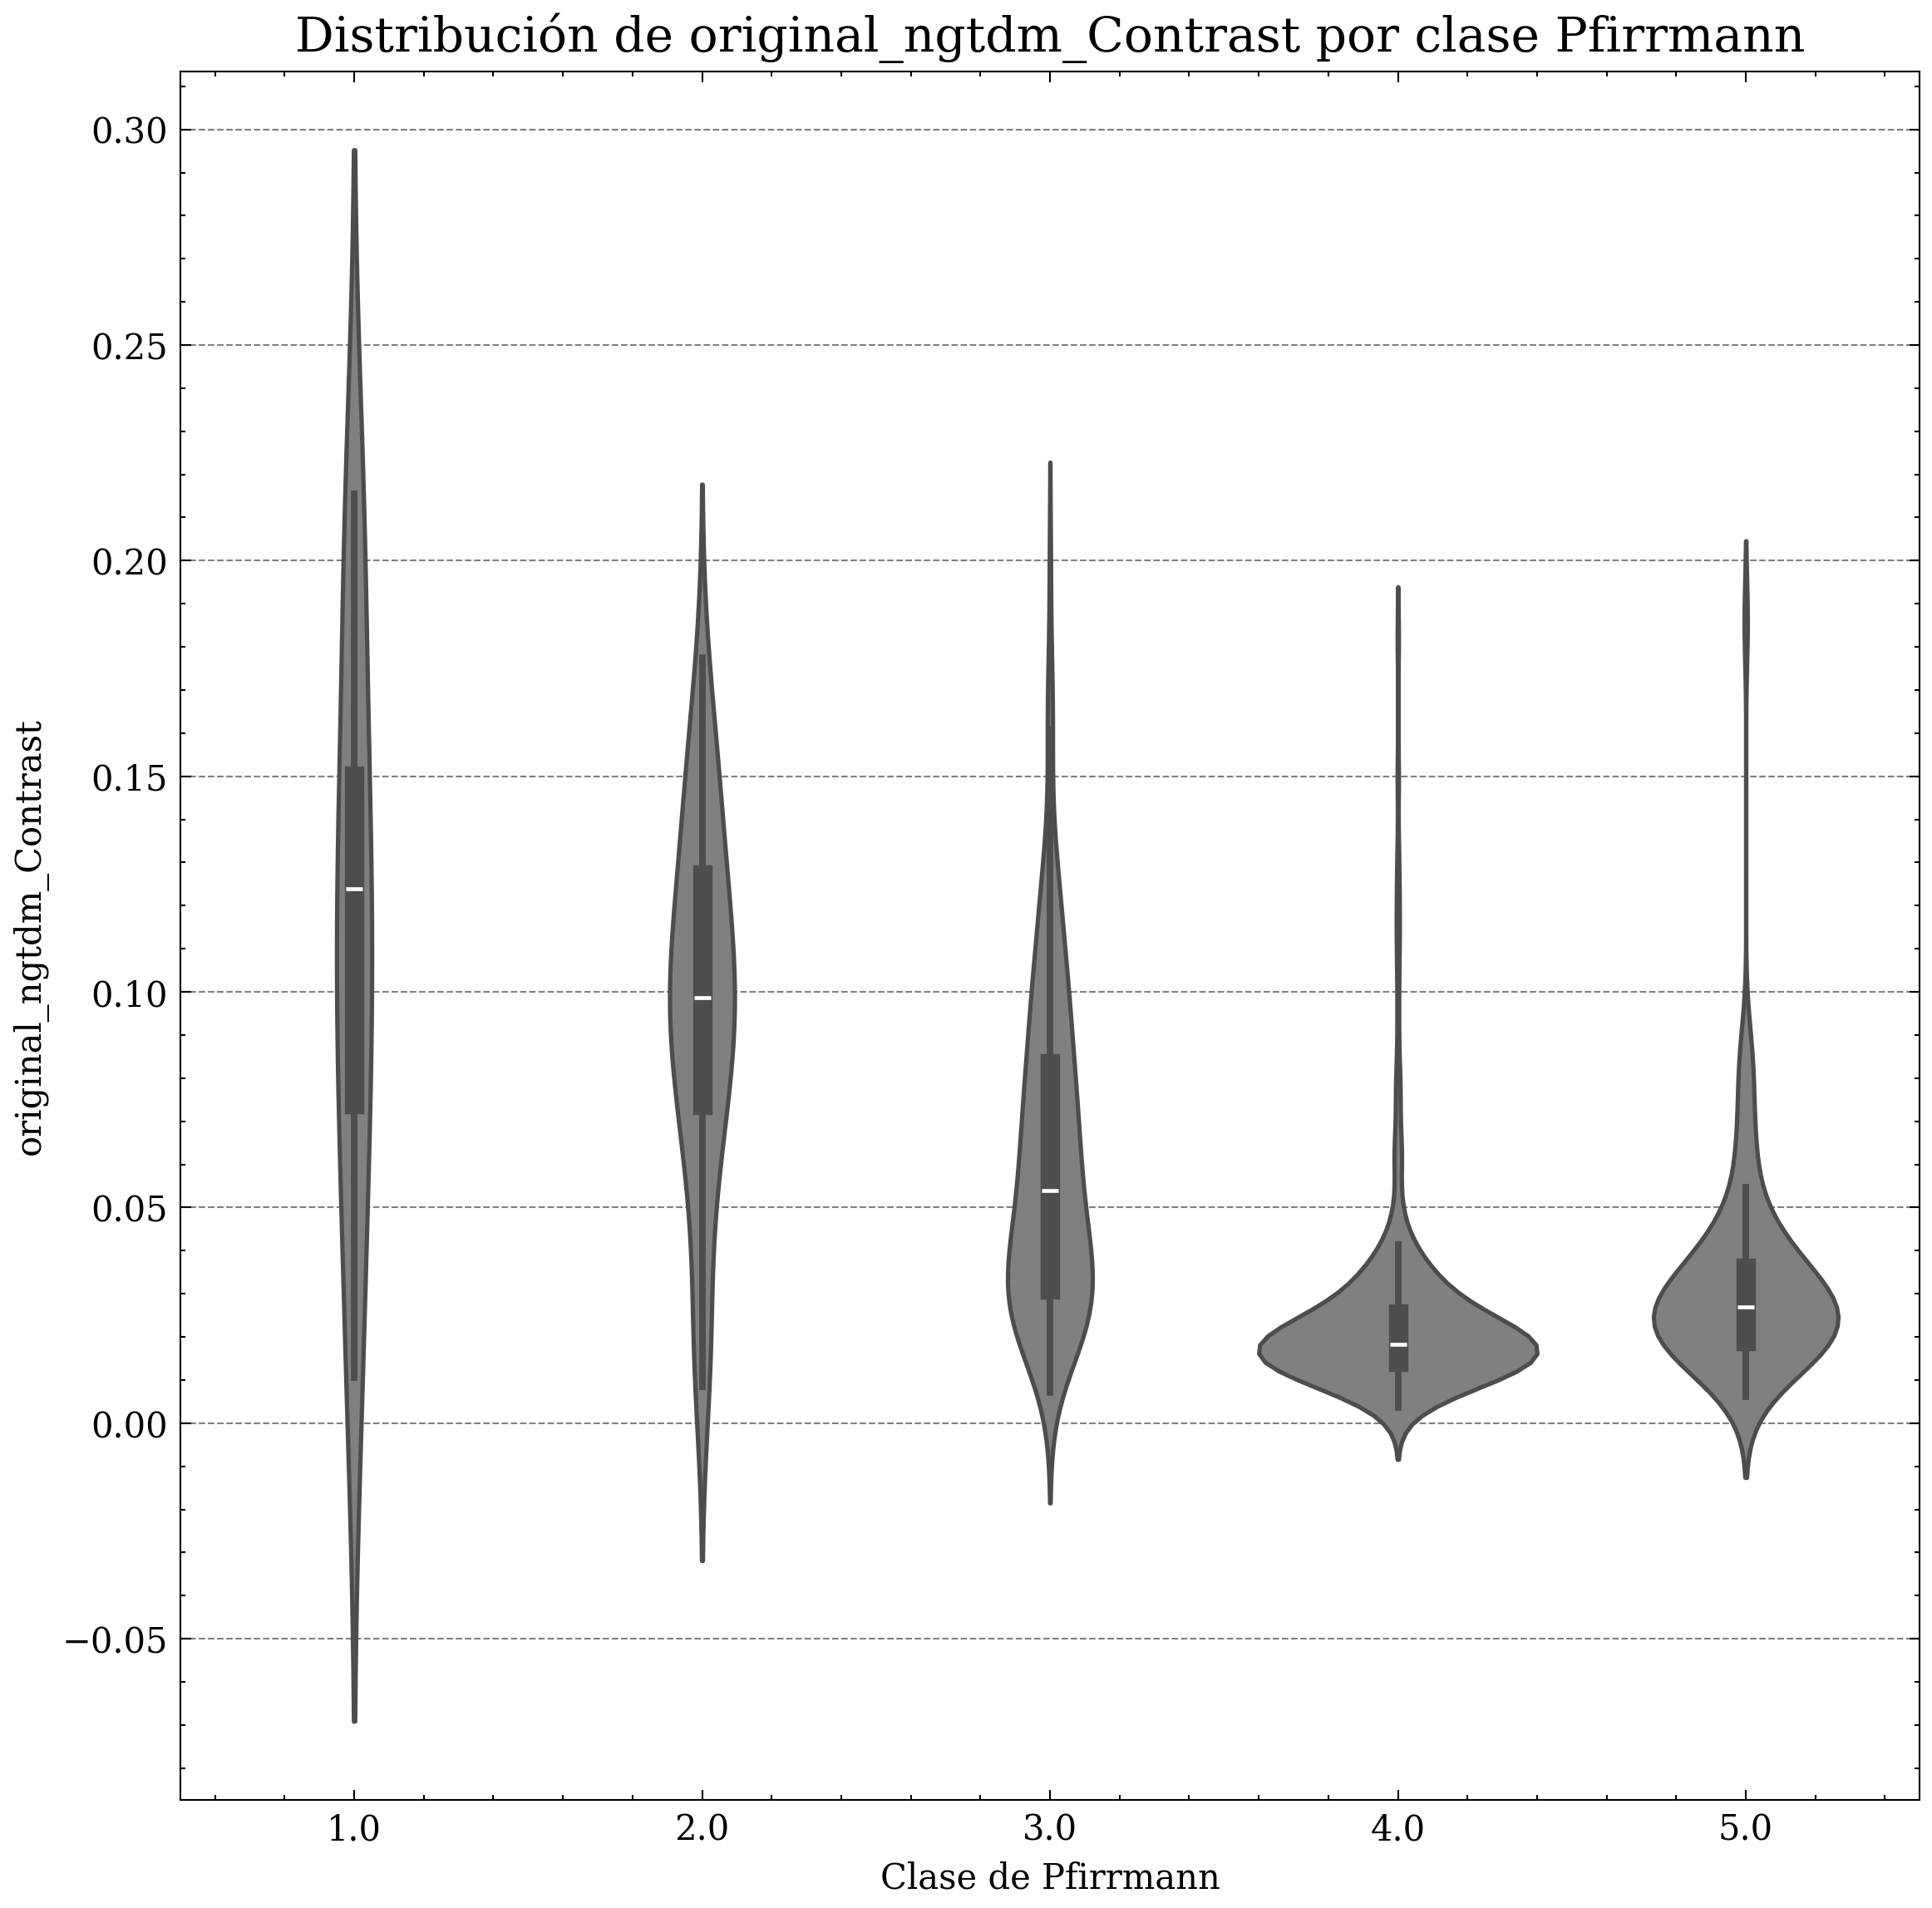 Distribución de original_ngtdm_Contrast por clase Pfirrmann
0.30
0.25
0.20
0.15
0.10
0.05
0.00
−0.05
original_ngtdm_Contrast
1.0 2.0 3.0 4.0 5.0
Clase de Pfirrmann